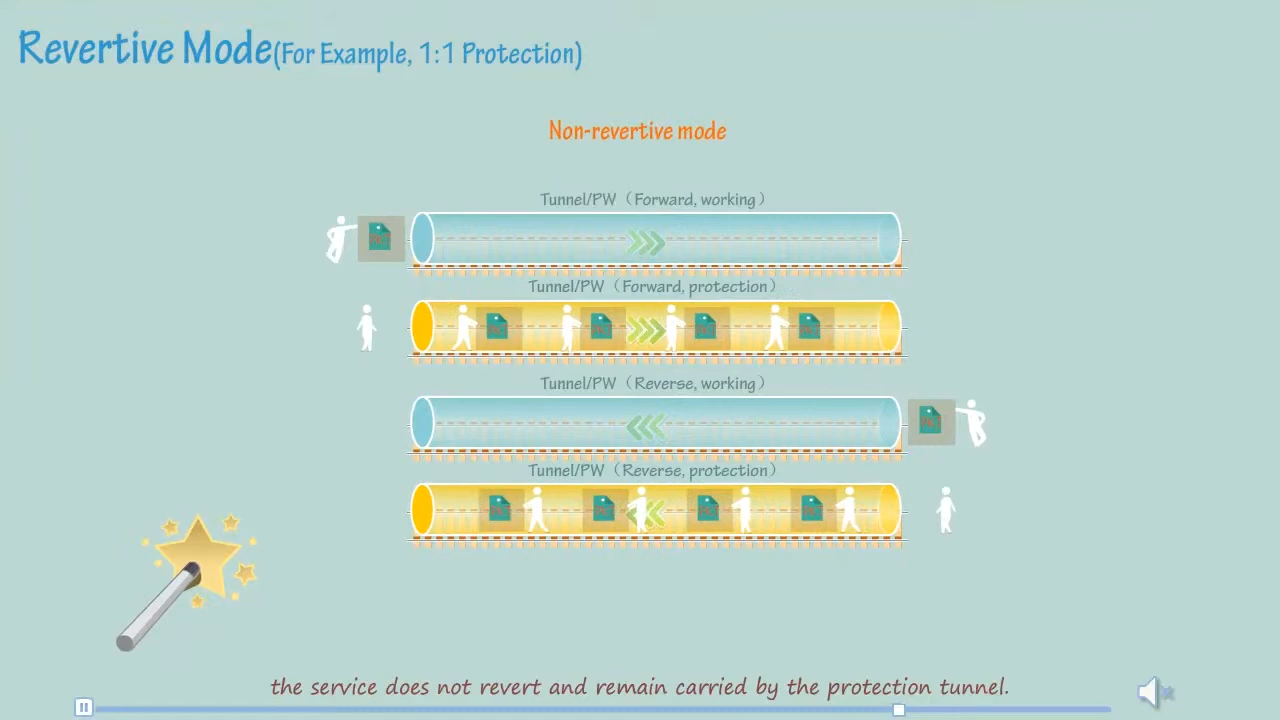 Revertive Mode(For Example, 1:1 Protection)
Non-revertive mode
Tunnel/PW（Forward, working）
Tunnel/PW（Forward, protection）
Tunnel/PW（Reverse, working）
Tunnel/PW（Reverse, protection）
the service does not revert and remain carried by the protection tunnel.